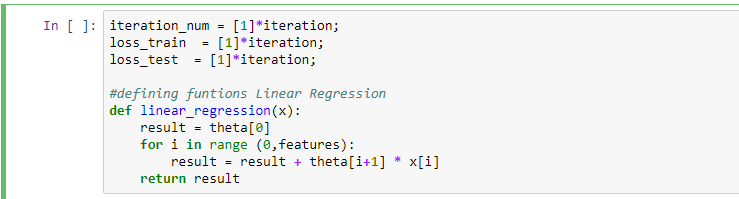 In [ ]: iteration_num = [1]*iteration;
loss_train  = [1]*iteration;
loss_test  = [1]*iteration;
#defining funtions Linear Regression
def linear_regression(x):
    result = theta[0]
    for i in range (0,features):
        result = result + theta[i+1] * x[i]
    return result